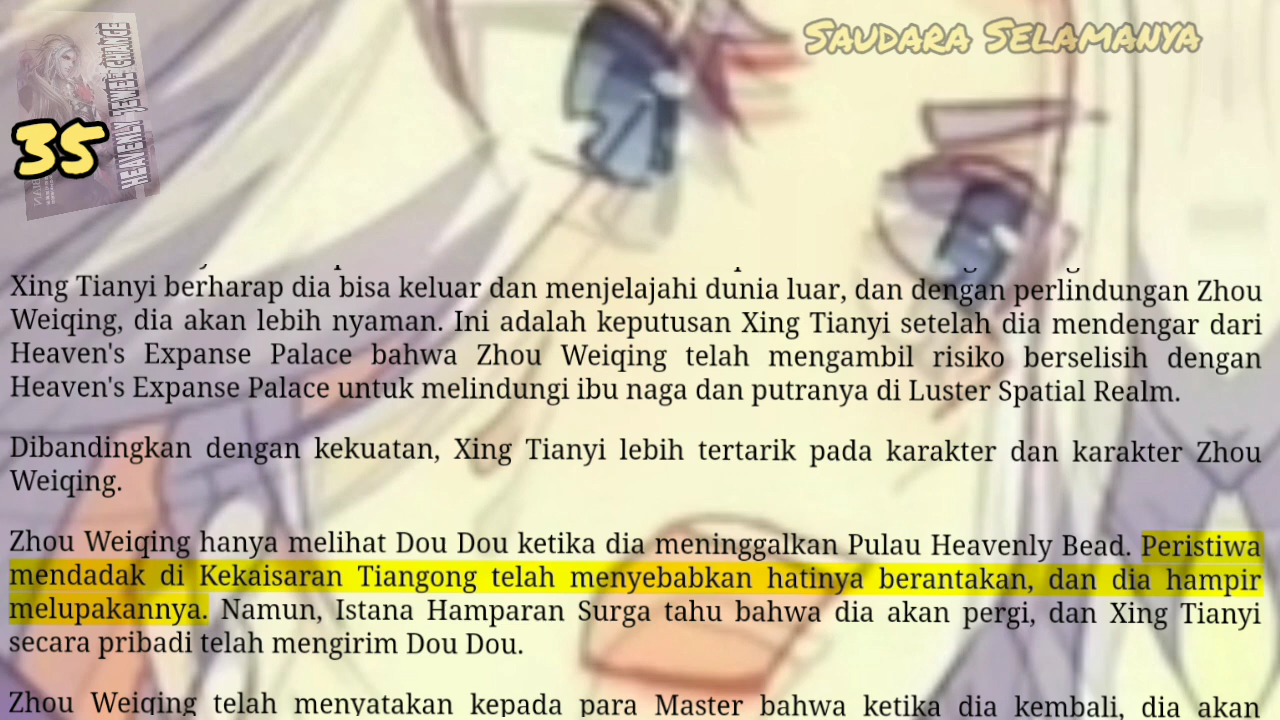 Saudara Selamanya
HEAVENLY JEWEL CHANGE
35
Xing Tianyi berharap dia bisa keluar dan menjelajahi dunia luar, dan dengan perlindungan Zhou
Weiqing, dia akan lebih nyaman. Ini adalah keputusan Xing Tianyi setelah dia mendengar dari
Heaven's Expanse Palace bahwa Zhou Weiqing telah mengambil risiko berselisih dengan
Heaven's Expanse Palace untuk melindungi ibu naga dan putranya di Luster Spatial Realm.
Dibandingkan dengan kekuatan, Xing Tianyi lebih tertarik pada karakter dan karakter Zhou
Weiqing.
Zhou Weiqing hanya melihat Dou Dou ketika dia meninggalkan Pulau Heavenly Bead. Peristiwa
mendadak di Kekaisaran Tiangong telah menyebabkan hatinya berantakan, dan dia hampir
melupakannya. Namun, Istana Hamparan Surga tahu bahwa dia akan pergi, dan Xing Tianyi
secara pribadi telah mengirim Dou Dou.
Zhou Weiqing telah menyatakan kepada para Master bahwa ketika dia kembali, dia akan